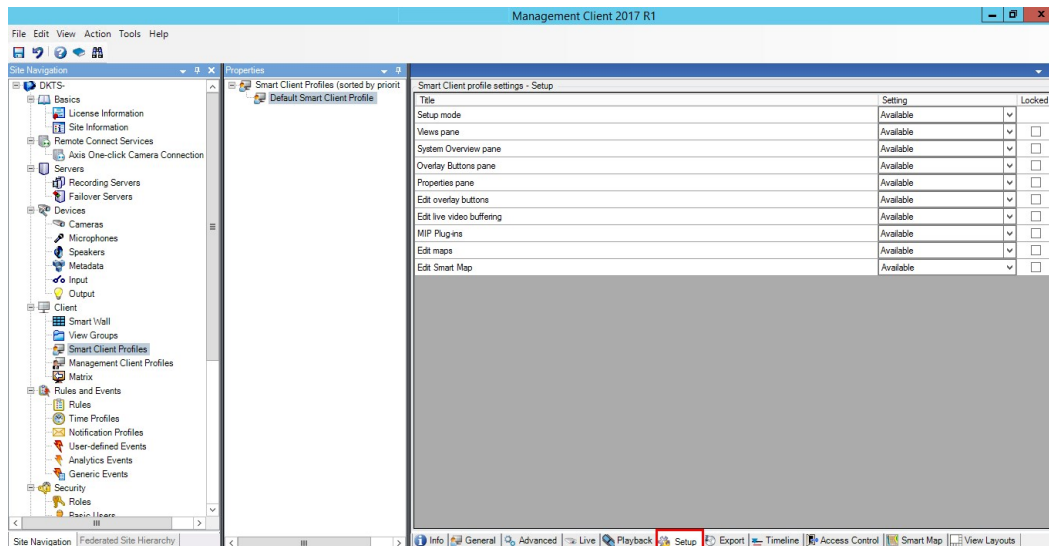 Management Client 2017 R1
File Edit View Action Tools Help
Site Navigation
DKTS-
Basics
License Information
Site Information
Remote Connect Services
Axis One-click Camera Connection
Servers
Recording Servers
Failover Servers
Devices
Cameras
Microphones
Speakers
Metadata
Input
Output
Client
Smart Wall
View Groups
Smart Client Profiles
Management Client Profiles
Matrix
Rules and Events
Rules
Time Profiles
Notification Profiles
User-defined Events
Analytics Events
Generic Events
Security
Roles
Basic Users
Site Navigation Federated Site Hierarchy
Properties
Smart Client Profiles (sorted by priorit
Default Smart Client Profile
Smart Client profile settings - Setup
Title Setting Locked
Setup mode Available
Views pane Available
System Overview pane Available
Overlay Buttons pane Available
Properties pane Available
Edit overlay buttons Available
Edit live video buffering Available
MIP Plug-ins Available
Edit maps Available
Edit Smart Map Available
Info General Advanced Live Playback Setup Export Timeline Access Control Smart Map View Layouts